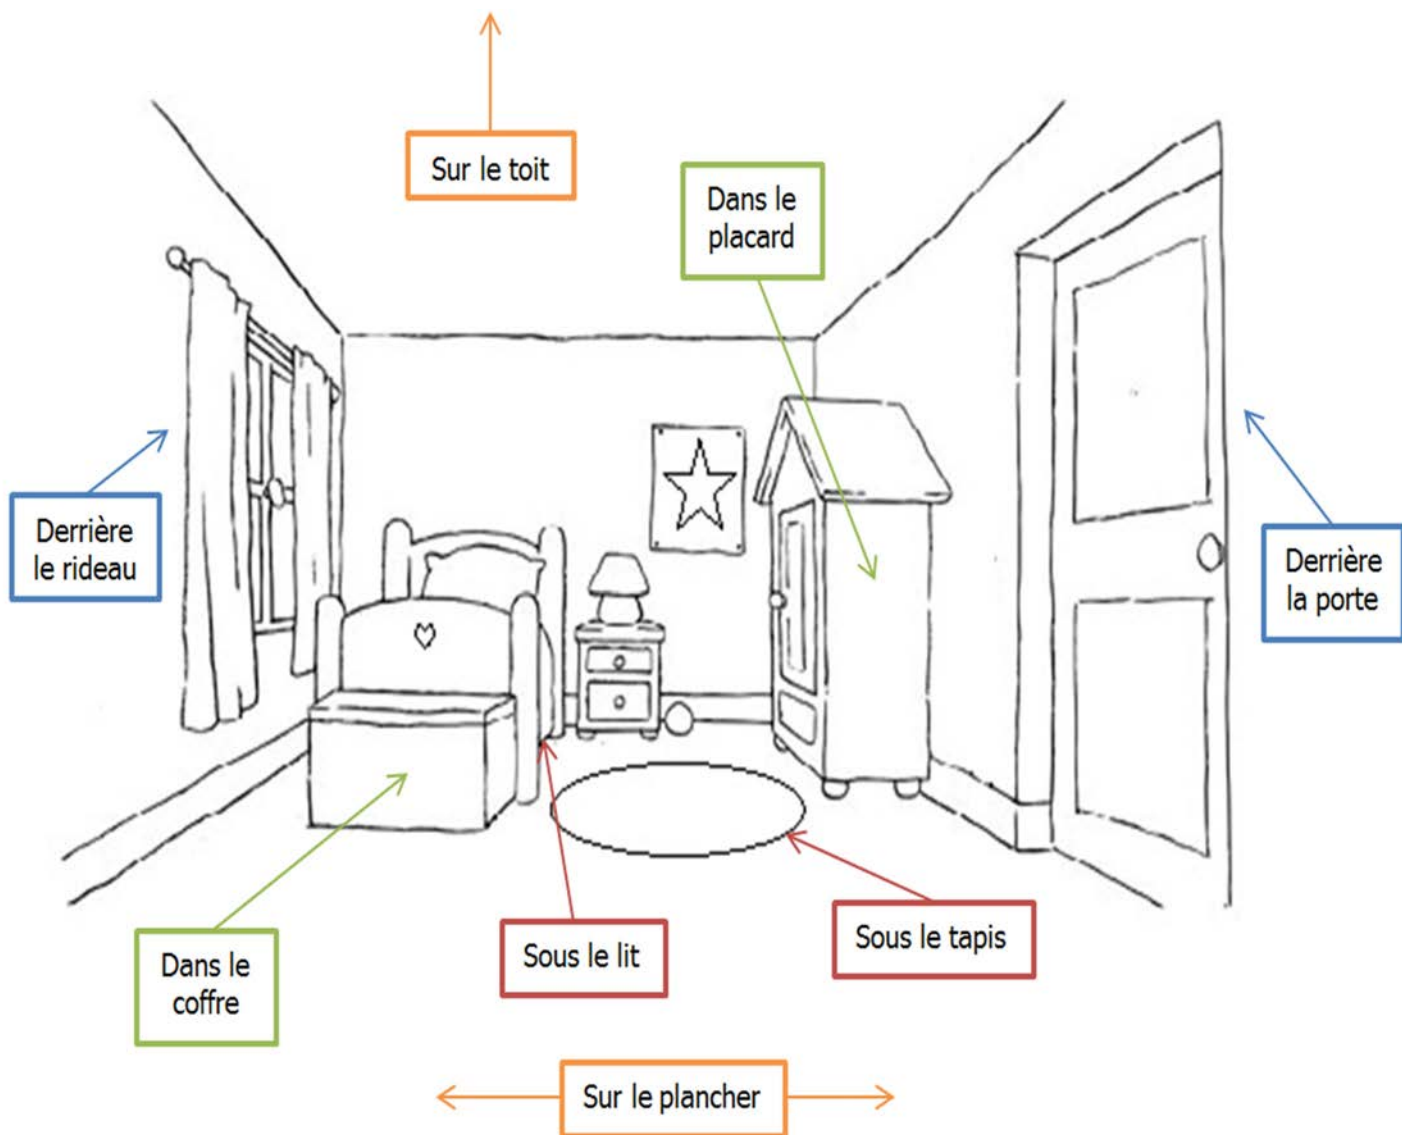 Sur le toit
Dans le
placard
Derrière
le rideau
Derrière
la porte
Dans le
coffre
Sous le lit
Sous le tapis
Sur le plancher